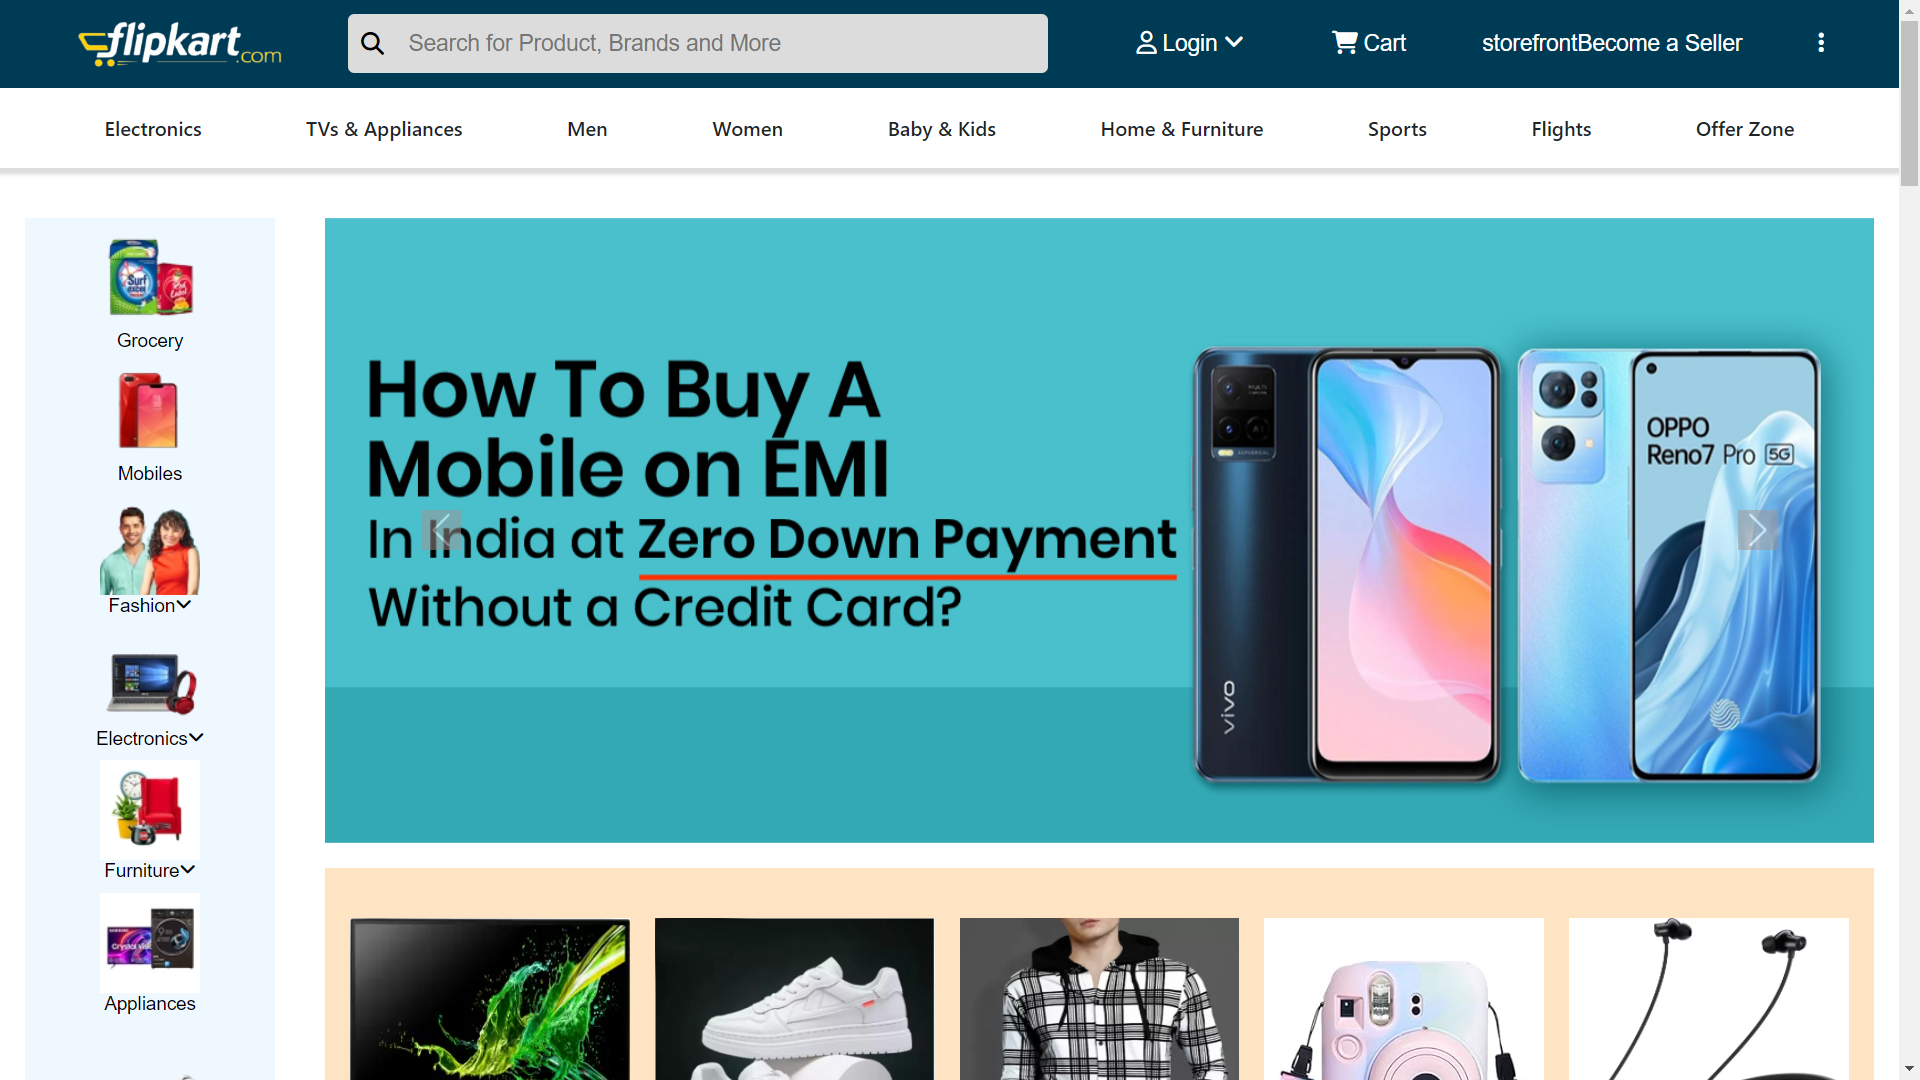 flipkart.com
Search for Product, Brands and More
Login
Cart
storefrontBecome a Seller
Electronics
TVs & Appliances
Men
Women
Baby & Kids
Home & Furniture
Sports
Flights
Offer Zone
Surf excel
Grocery
Mobiles
Fashion
Electronics
Furniture
Appliances
How To Buy A
Mobile on EMI
In India at Zero Down Payment
Without a Credit Card?
vivo
OPPO
Reno7 Pro 5G